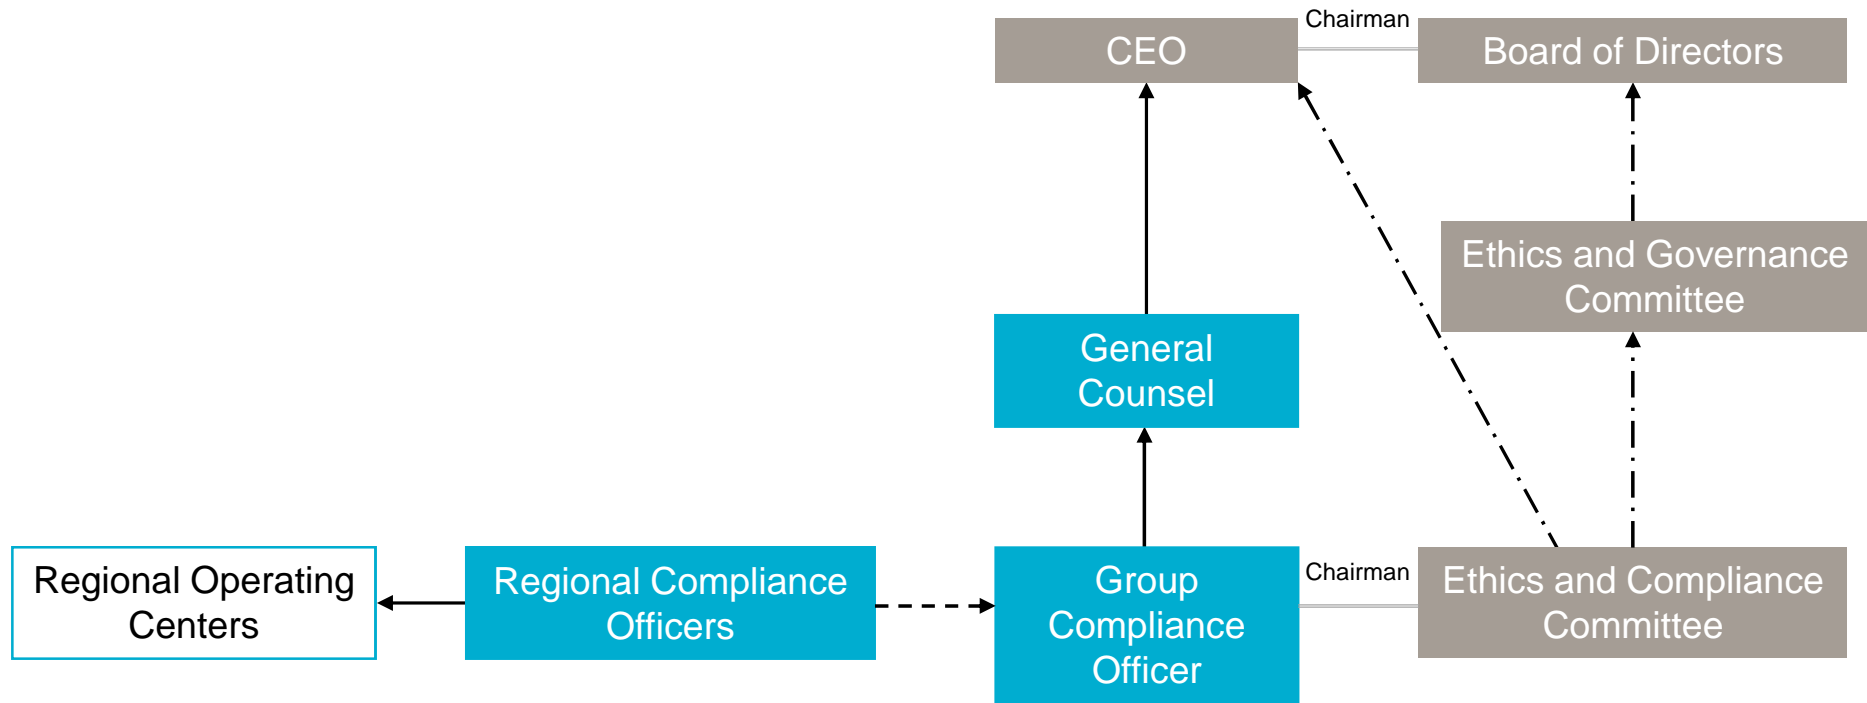 CEO
Chairman
Board of Directors
Ethics and Governance
Committee
General
Counsel
Regional Operating
Centers
Regional Compliance
Officers
Group
Compliance
Officer
Chairman
Ethics and Compliance
Committee